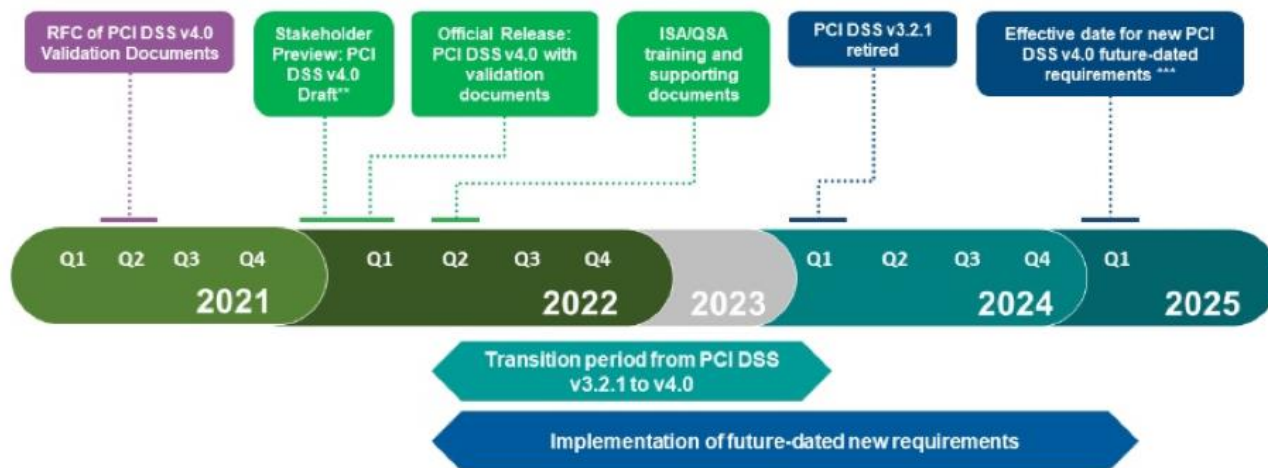 RFC of PCI DSS v4.0
Validation Documents
Stakeholder
Preview: PCI
DSS v4.0
Draft**
Official Release:
PCI DSS v4.0 with
validation
documents
ISA/QSA
training and
supporting
documents
PCI DSS v3.2.1
retired
Effective date for new PCI
DSS v4.0 future-dated
requirements ***
Q1 Q2 Q3 Q4
2021
Q1 Q2 Q3 Q4
2022
2023
Q1 Q2 Q3 Q4
2024
Q1
2025
Transition period from PCI DSS
v3.2.1 to v4.0
Implementation of future-dated new requirements